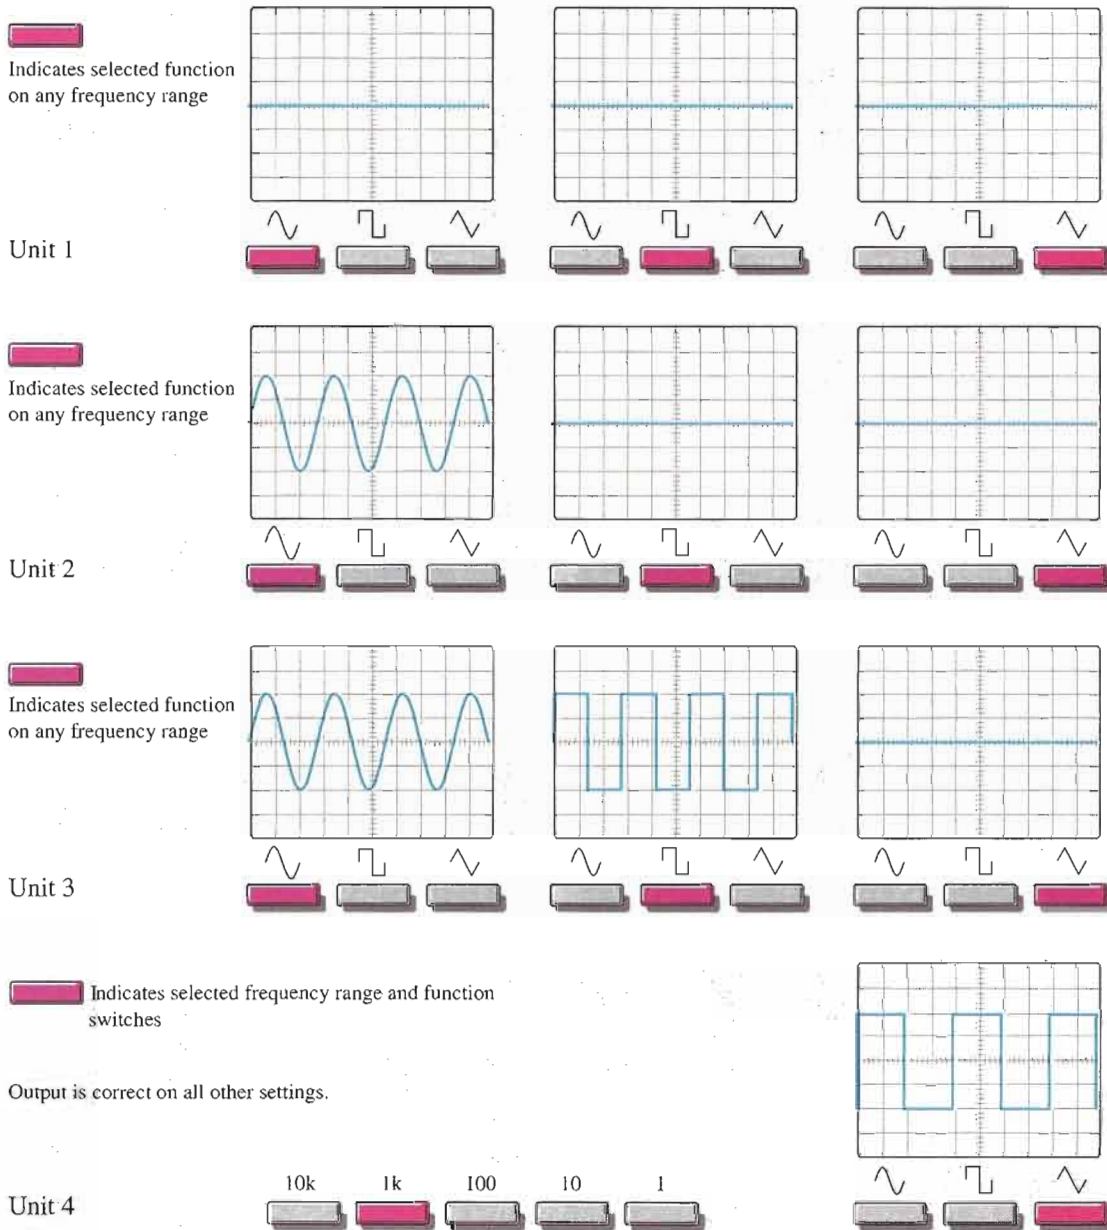 Indicates selected function
on any frequency range
Unit 1
Indicates selected function
on any frequency range
Unit 2
Indicates selected function
on any frequency range
Unit 3
Indicates selected frequency range and function
switches
Output is correct on all other settings.
10k 1k 100 10 1
Unit 4